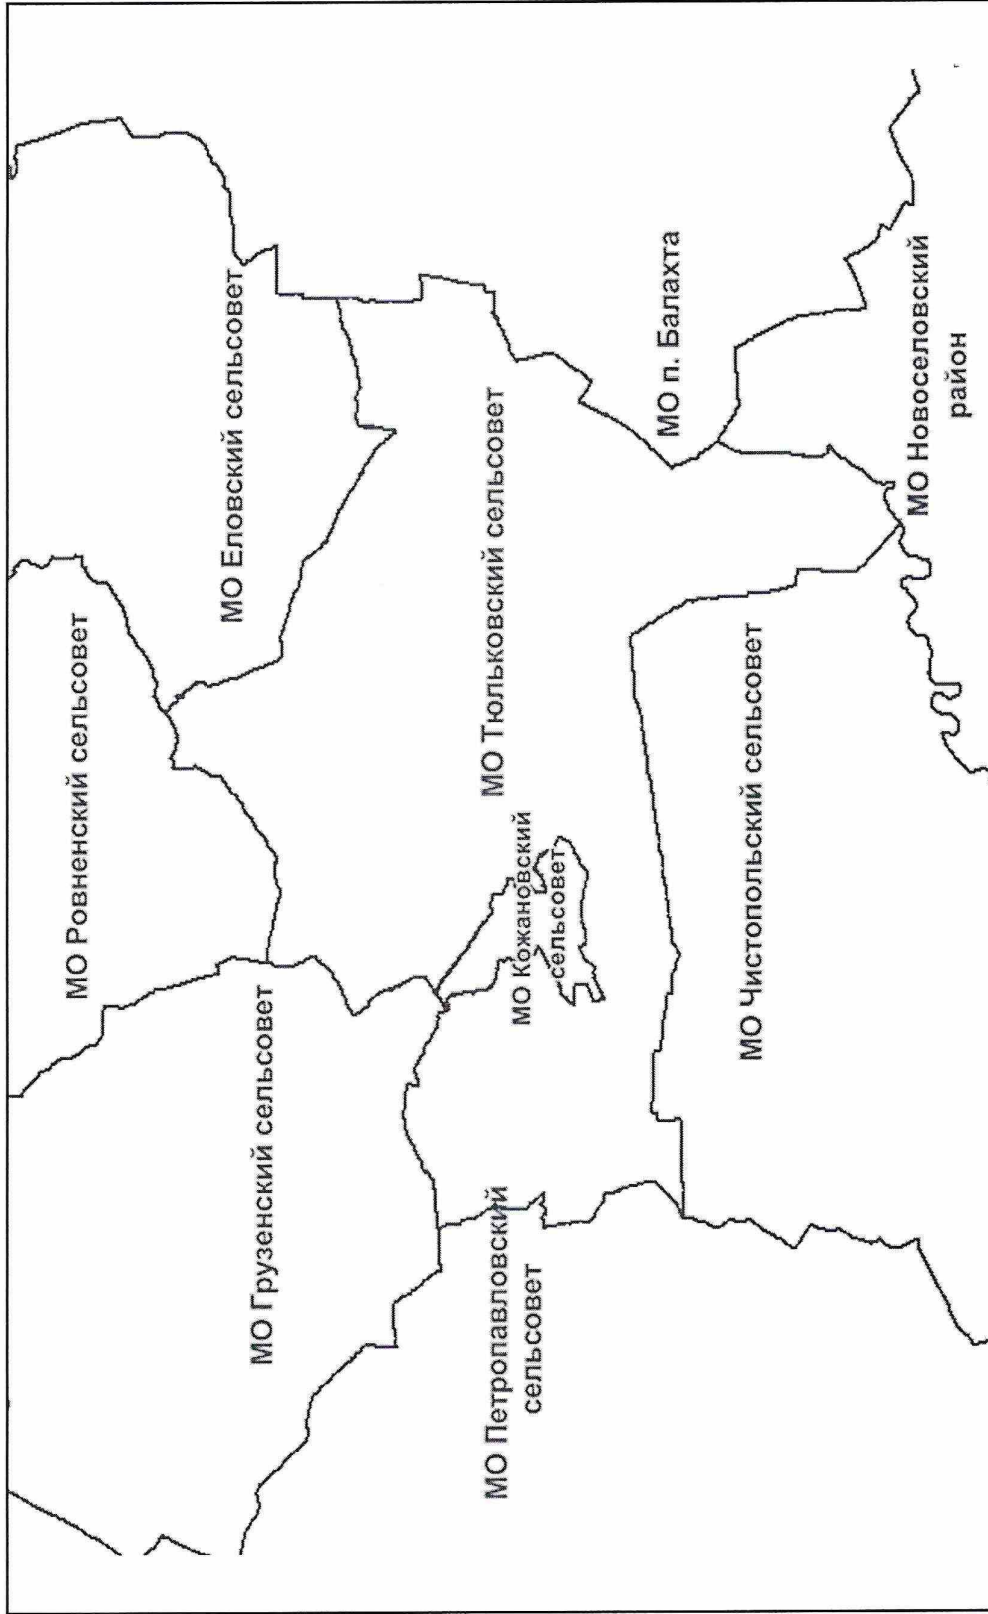 МО Ровненский сельсовет
МО Еловский сельсовет
МО Грузенский сельсовет
МО Тюльковский сельсовет
МО Кожановский
сельсовет
МО Петропавловский
сельсовет
МО п. Балахта
МО Чистопольский сельсовет
МО Новоселовский
район